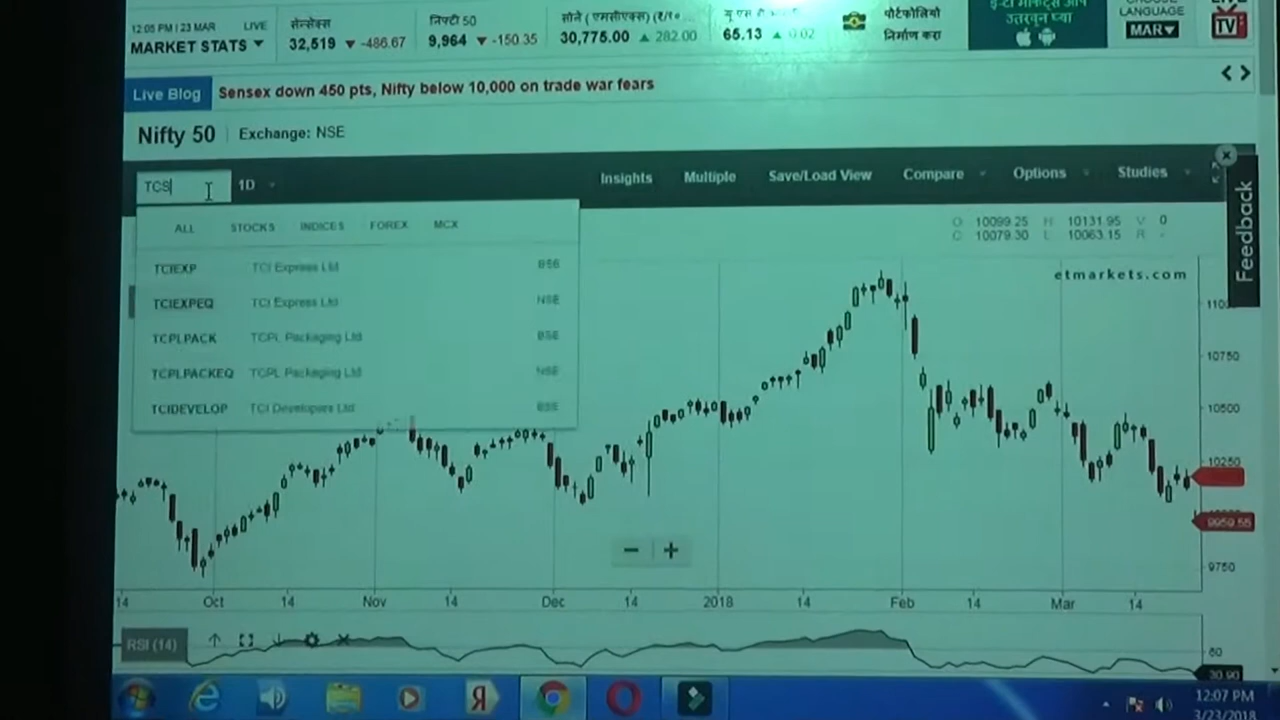 12:05 PM | 23 MAR LIVE
MARKET STATS
सेन्सेक्स
32,519 ▼ -486.67
निफ्टी 50
9,964 ▼ -150.35
सोने ( एमसीएक्स) (₹/१०
30,775.00 ▲ 282.00
65.13 ▲ 0.02
पोर्टफोलियो
निर्माण करा
उतरवून घ्या
LANGUAGE
MAR▼
TV
Live Blog Sensex down 450 pts, Nifty below 10,000 on trade war fears
Nifty 50 Exchange: NSE
TCS 1D Insights Multiple Save/Load View Compare Options Studies
Feedback
ALL STOCKS INDICES FOREX MCX
O 10099.25 H 10131.95 V 0
C 10079.30 L 10063.15 R -
TCIEXP TCI Express Ltd BSE
TCIEXPEQ TCI Express Ltd NSE
TCPLPACK TCPL Packaging Ltd BSE
TCPLPACKEQ TCPL Packaging Ltd NSE
TCIDEVELOP TCI Developers Ltd BSE
etmarkets.com
10750
10500
10250
9959.55
9750
14 Oct 14 Nov 14 Dec 14 2018 14 Feb 14 Mar 14
RSI (14)
30.90
12:07 PM
3/23/2018